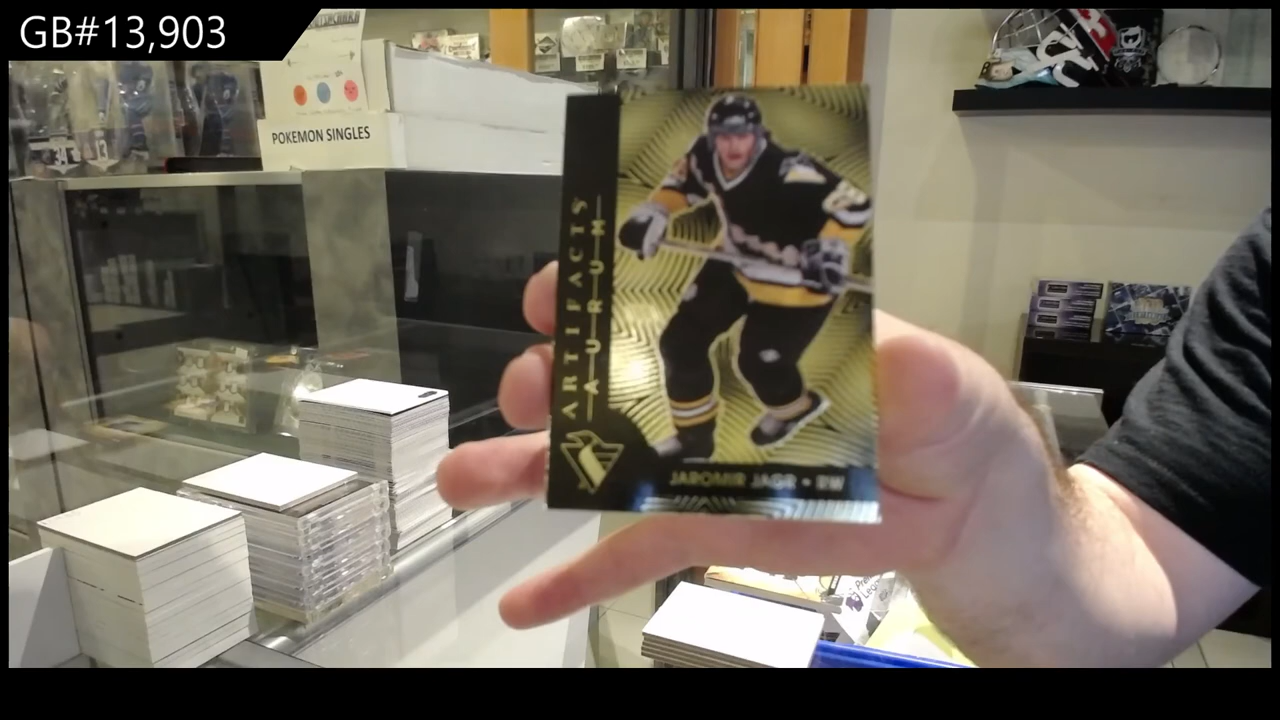 GB#13,903
POKEMON SINGLES
ARTIFACTS
AURUM
JAROMIR JAGR • RW